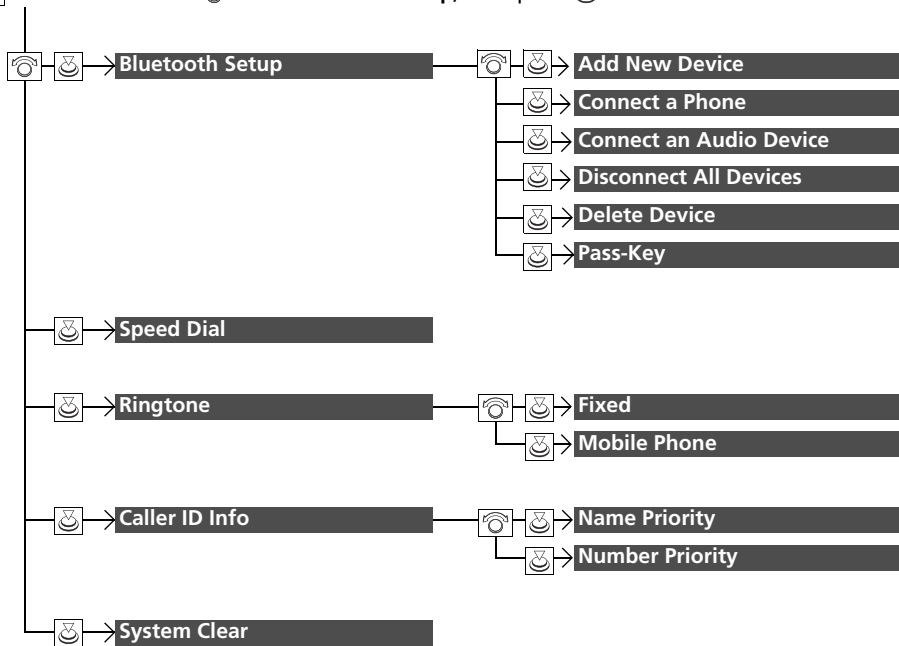 Bluetooth Setup
Add New Device
Connect a Phone
Connect an Audio Device
Disconnect All Devices
Delete Device
Pass-Key
Speed Dial
Ringtone
Fixed
Mobile Phone
Caller ID Info
Name Priority
Number Priority
System Clear